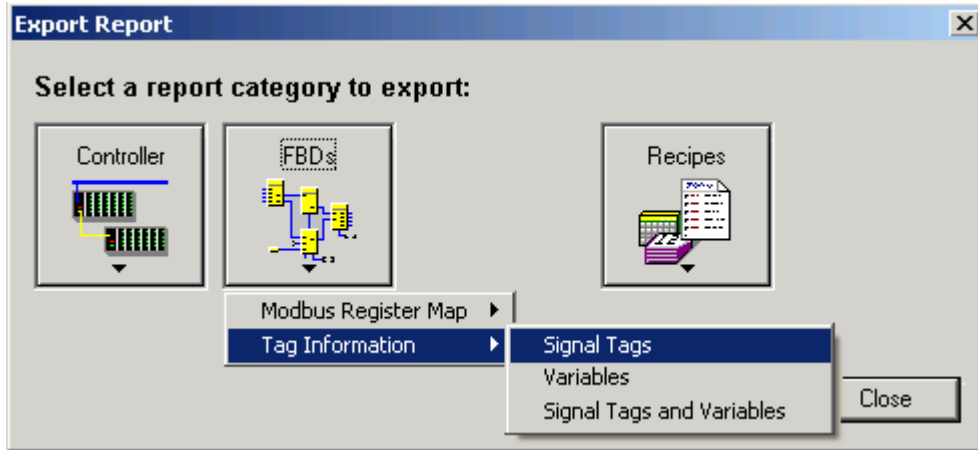 Export Report
Select a report category to export:
Controller
FBDs
Recipes
Modbus Register Map
Tag Information
Signal Tags
Variables
Signal Tags and Variables
Close